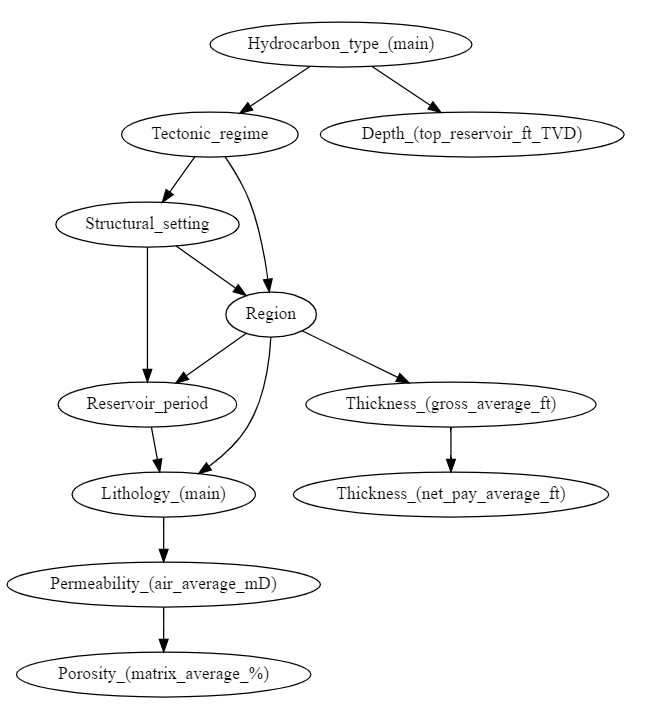 Hydrocarbon_type_(main)
Tectonic_regime
Depth_(top_reservoir_ft_TVD)
Structural_setting
Region
Reservoir_period
Thickness_(gross_average_ft)
Lithology_(main)
Thickness_(net_pay_average_ft)
Permeability_(air_average_mD)
Porosity_(matrix_average_%)